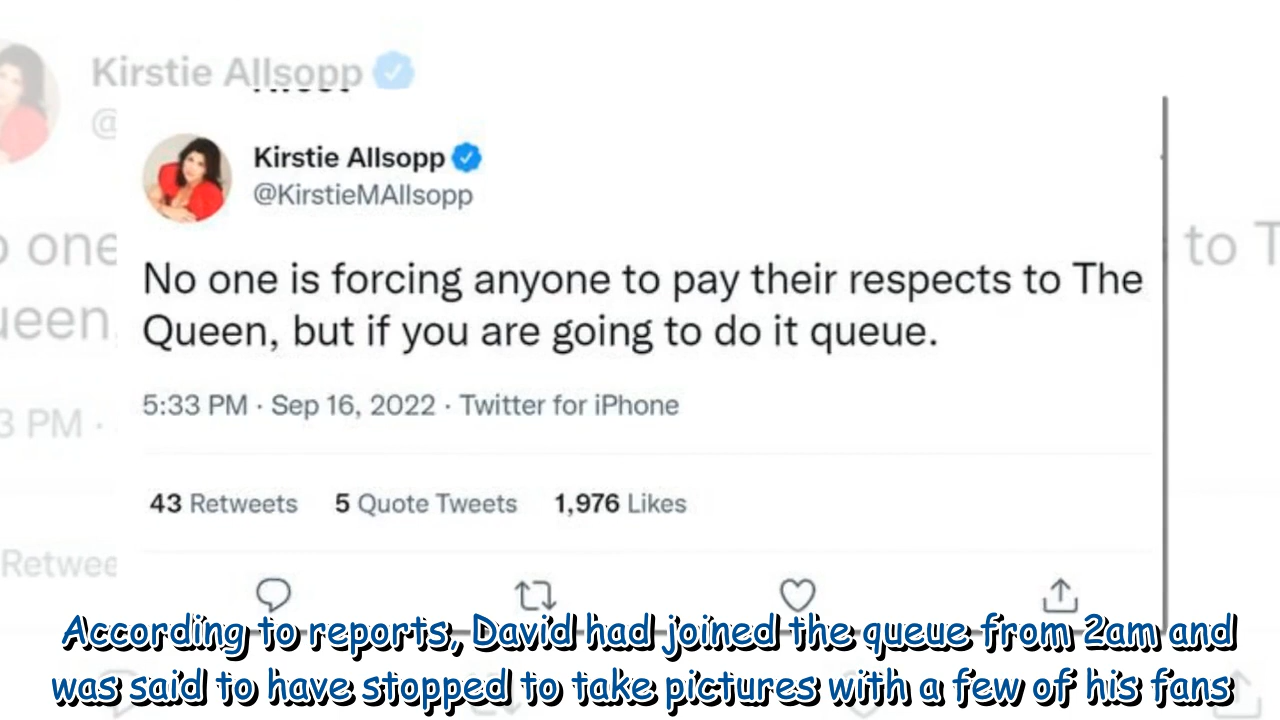 Kirstie Allsopp
@
Kirstie Allsopp
@KirstieMAllsopp
No one is forcing anyone to pay their respects to The
Queen, but if you are going to do it queue.
5:33 PM · Sep 16, 2022 · Twitter for iPhone
43 Retweets 5 Quote Tweets 1,976 Likes
According to reports, David had joined the queue from 2am and
was said to have stopped to take pictures with a few of his fans